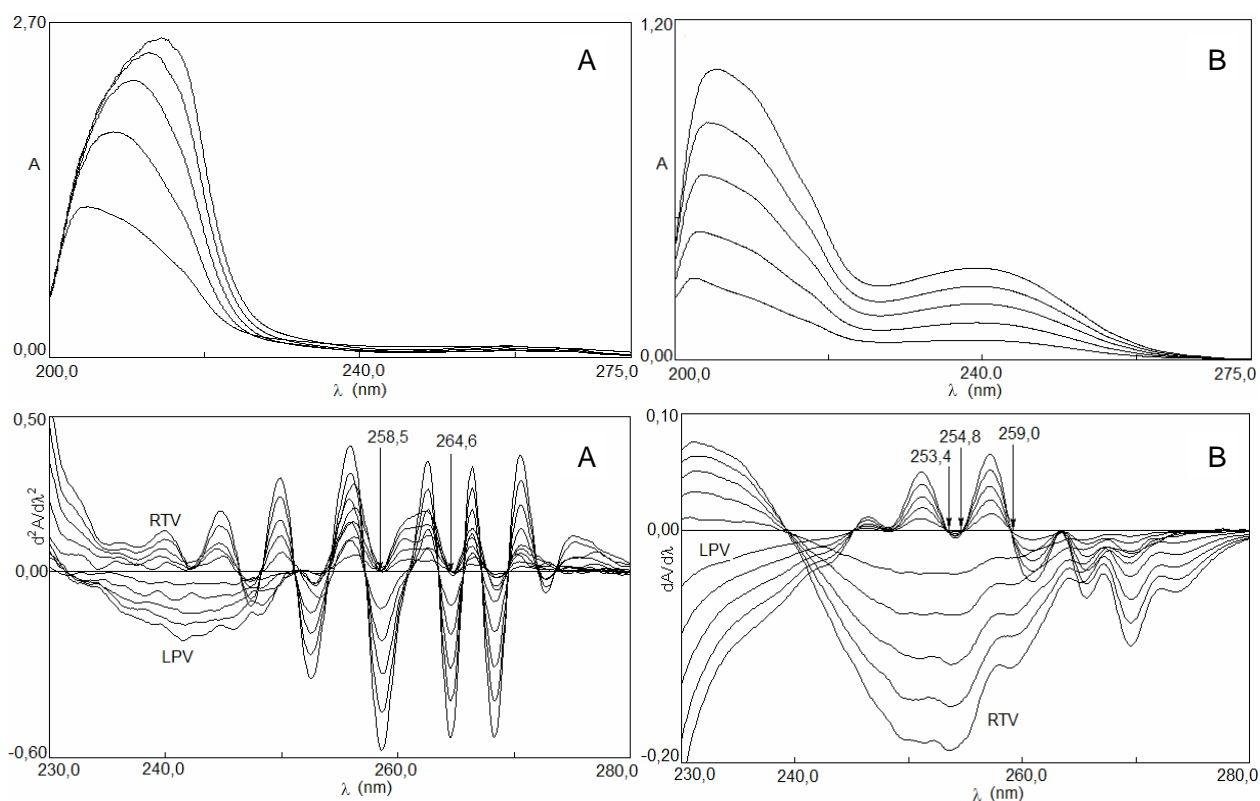 2,70
A
A
0,00
200,0
240,0
275,0
λ (nm)
1,20
B
A
0,00
200,0
240,0
275,0
λ (nm)
0,50
258,5
264,6
A
d²A/dλ²
RTV
0,00
LPV
-0,60
230,0
240,0
260,0
280,0
λ (nm)
0,10
254,8
259,0
253,4
B
0,00
LPV
dA/dλ
RTV
-0,20
230,0
240,0
260,0
280,0
λ (nm)